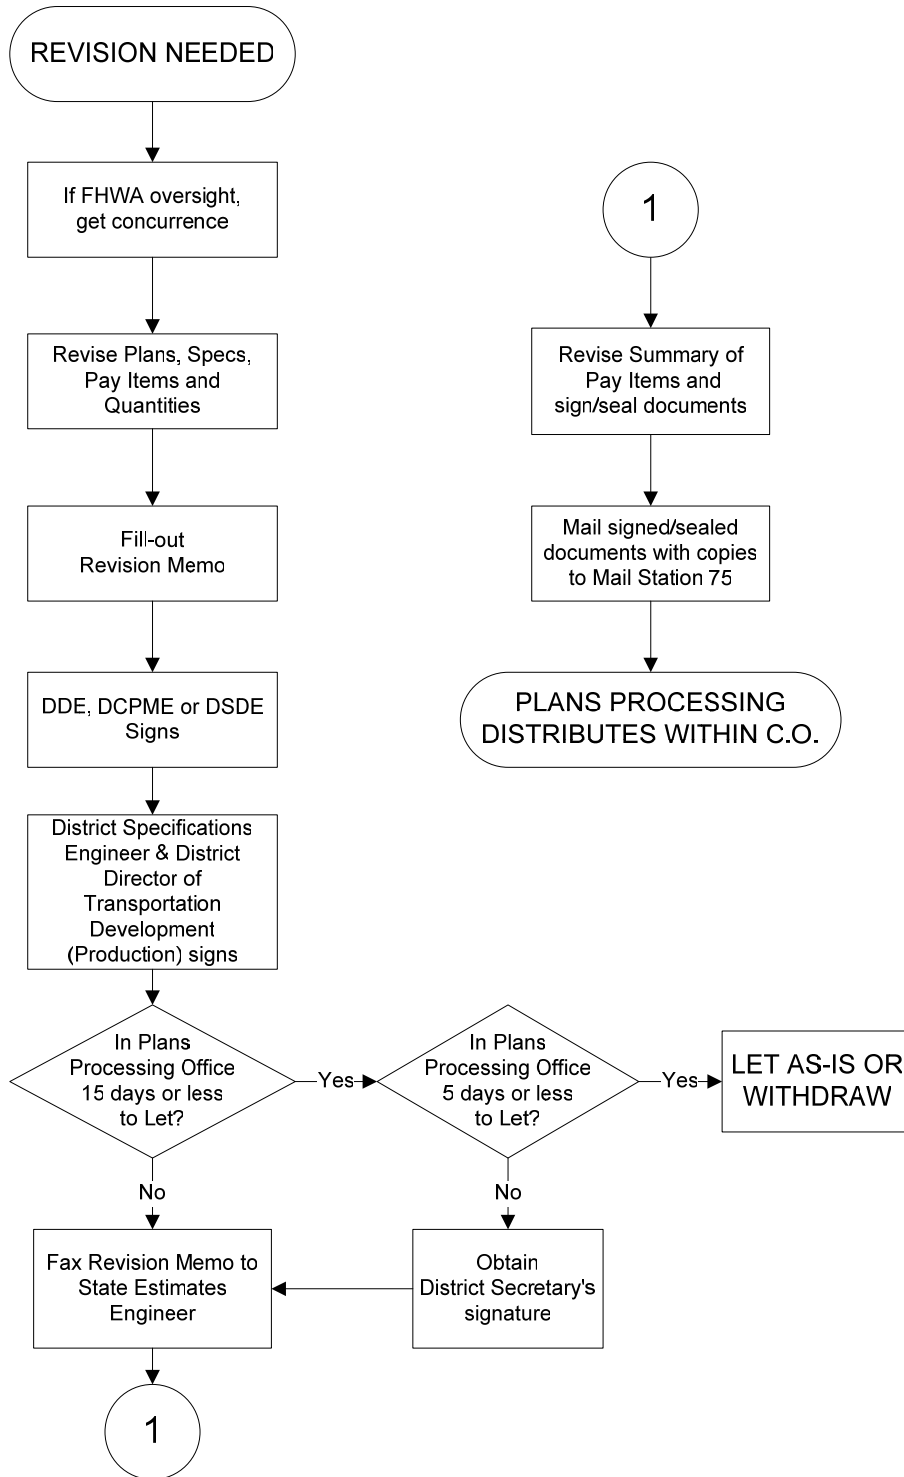 REVISION NEEDED
If FHWA oversight,
get concurrence
Revise Plans, Specs,
Pay Items and
Quantities
Fill-out
Revision Memo
DDE, DCPME or DSDE
Signs
District Specifications
Engineer & District
Director of
Transportation
Development
(Production) signs
In Plans
Processing Office
15 days or less
to Let?
Yes
In Plans
Processing Office
5 days or less
to Let?
Yes
LET AS-IS OR
WITHDRAW
No
No
Fax Revision Memo to
State Estimates
Engineer
Obtain
District Secretary's
signature
1
1
Revise Summary of
Pay Items and
sign/seal documents
Mail signed/sealed
documents with copies
to Mail Station 75
PLANS PROCESSING
DISTRIBUTES WITHIN C.O.